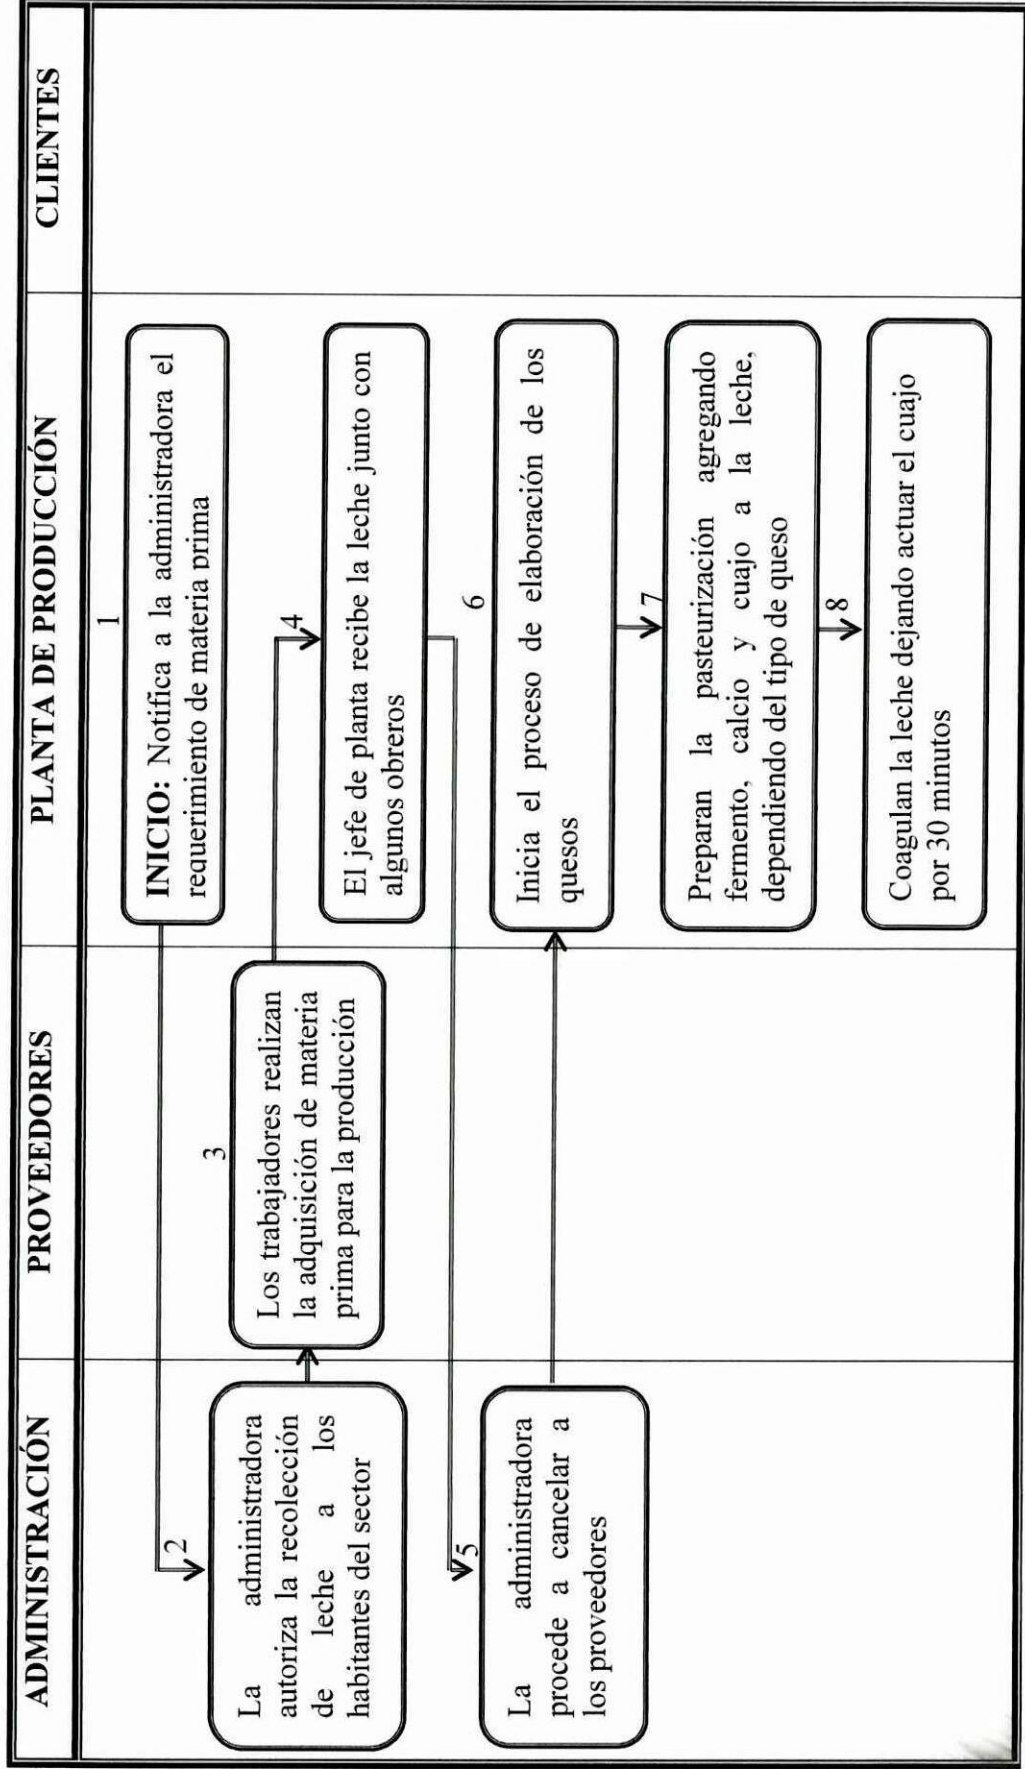 ADMINISTRACIÓN
PROVEEDORES
PLANTA DE PRODUCCIÓN
CLIENTES
1
INICIO: Notifica a la administradora el
requerimiento de materia prima
2
La administradora
autoriza la recolección
de leche a los
habitantes del sector
3
Los trabajadores realizan
la adquisición de materia
prima para la producción
4
El jefe de planta recibe la leche junto con
algunos obreros
5
La administradora
procede a cancelar a
los proveedores
6
Inicia el proceso de elaboración de los
quesos
7
Preparan la pasteurización agregando
fermento, calcio y cuajo a la leche,
dependiendo del tipo de queso
8
Coagulan la leche dejando actuar el cuajo
por 30 minutos